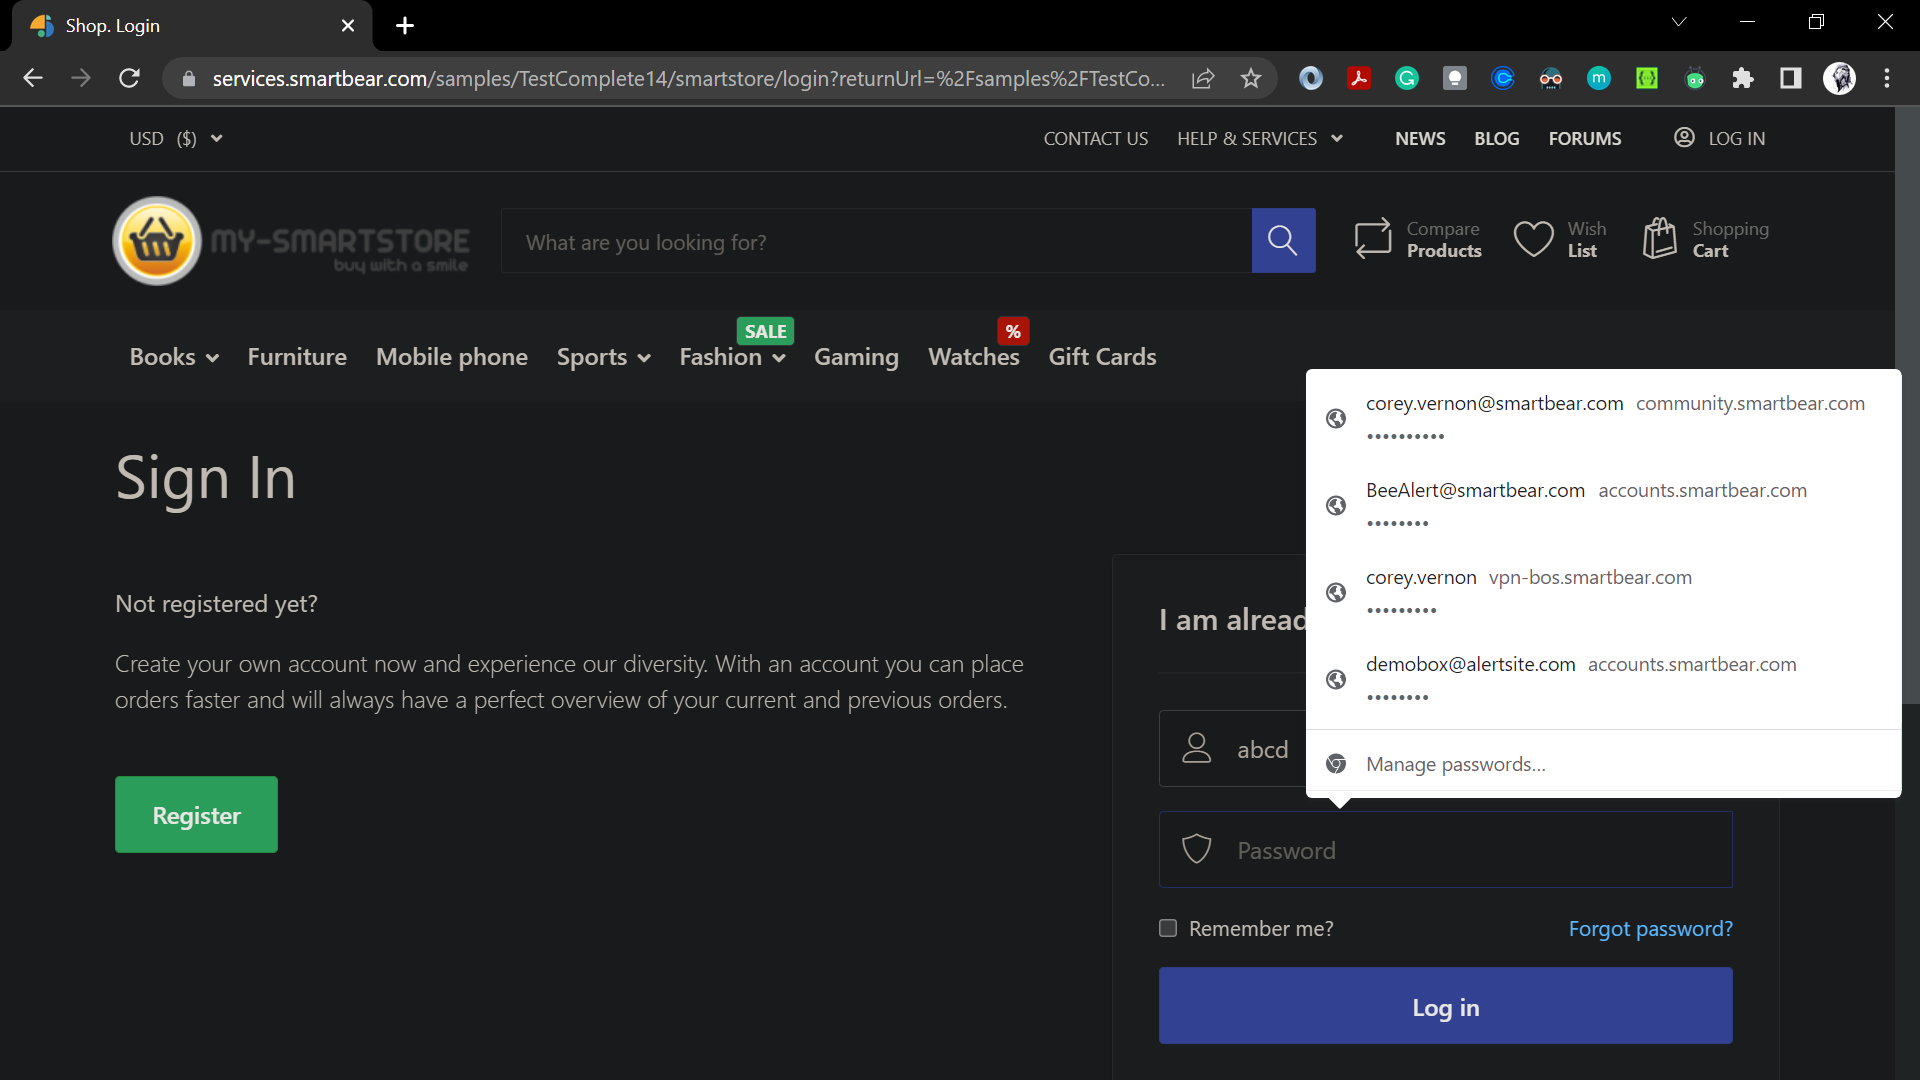 Shop. Login
services.smartbear.com/samples/TestComplete14/smartstore/login?returnUrl=%2Fsamples%2FTestCo...
USD ($)
CONTACT US
HELP & SERVICES
NEWS
BLOG
FORUMS
LOG IN
MY-SMARTSTORE
buy with a smile
What are you looking for?
Compare
Products
Wish
List
Shopping
Cart
SALE
%
Books
Furniture
Mobile phone
Sports
Fashion
Gaming
Watches
Gift Cards
corey.vernon@smartbear.com community.smartbear.com
••••••••••
BeeAlert@smartbear.com accounts.smartbear.com
••••••••
corey.vernon vpn-bos.smartbear.com
•••••••••
demobox@alertsite.com accounts.smartbear.com
••••••••
Manage passwords...
Sign In
Not registered yet?
Create your own account now and experience our diversity. With an account you can place
orders faster and will always have a perfect overview of your current and previous orders.
Register
I am alread
abcd
Password
Remember me?
Forgot password?
Log in